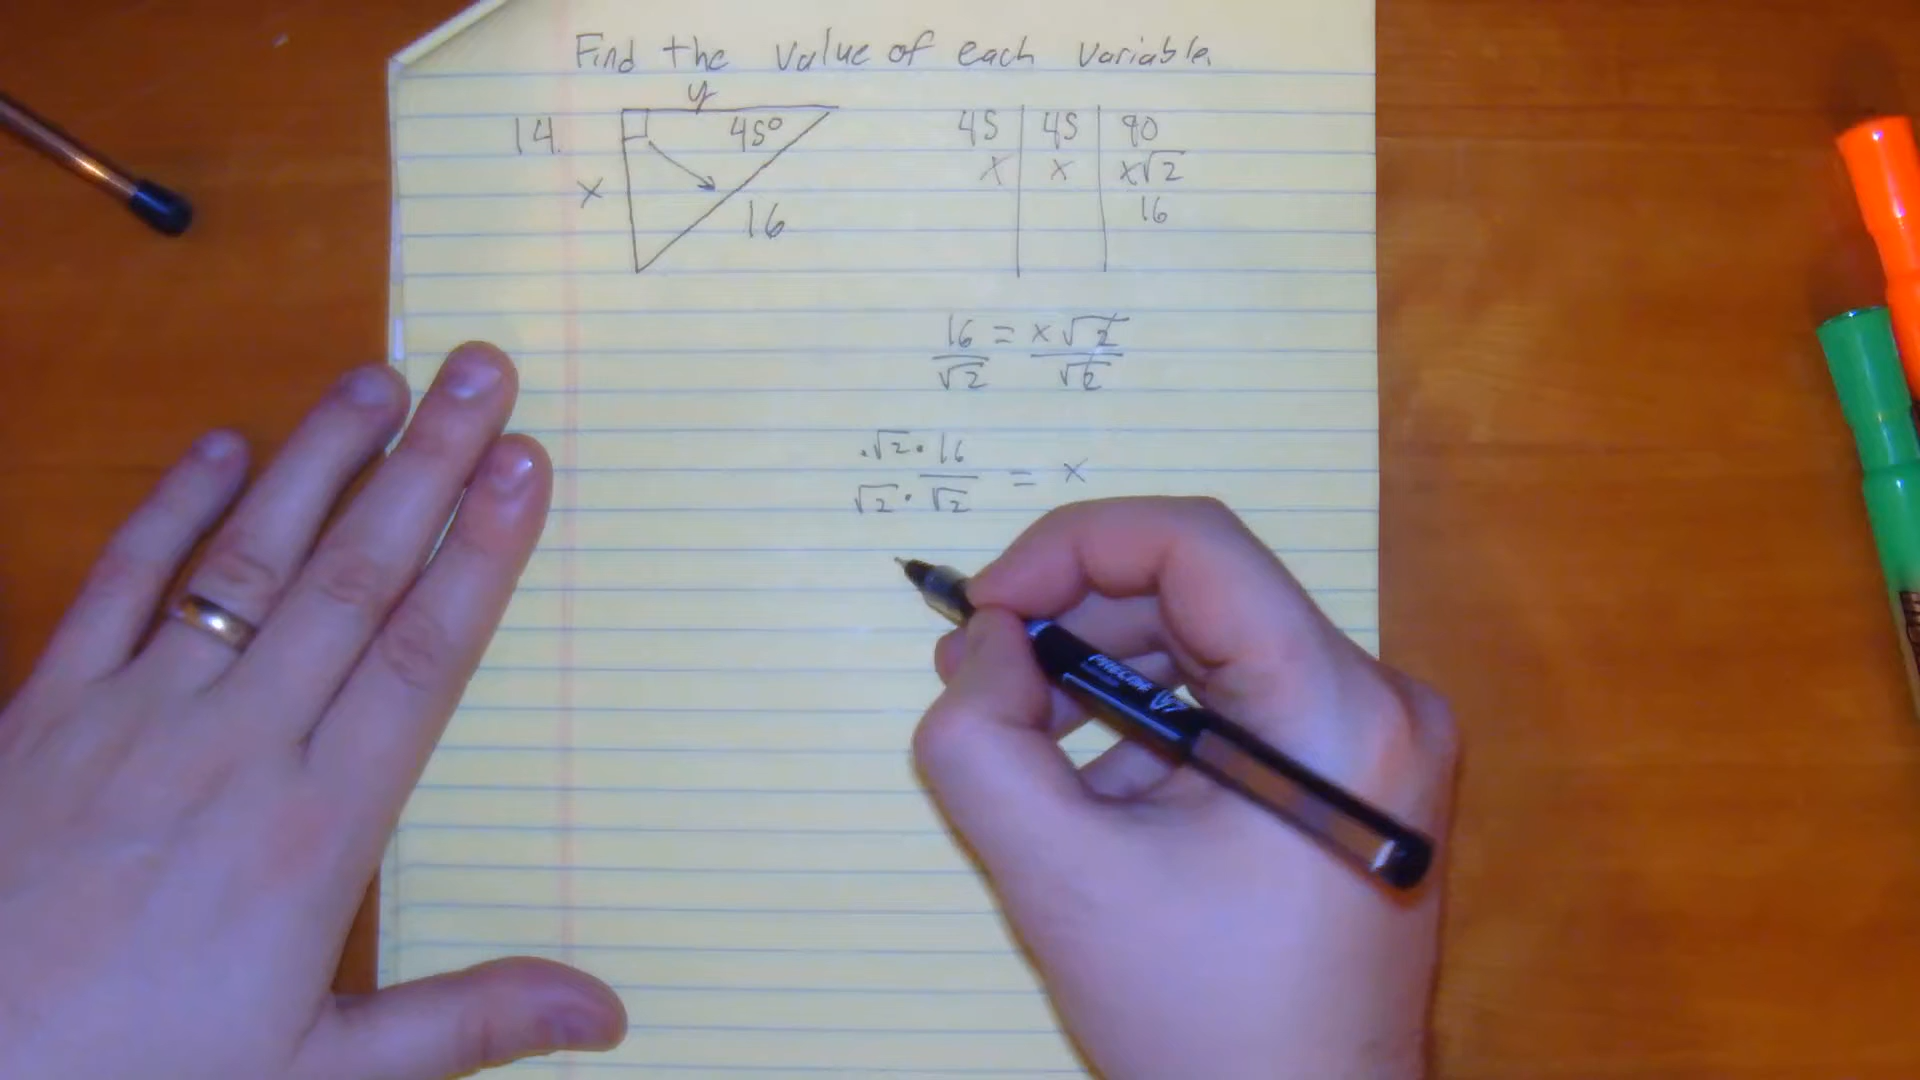 Find the value of each variable.
y
14. 45° 45 45 90
x x x x√2
16 16
16 = x√2
√2 √2
·√2 · 16 = x
√2 · √2
PRECISE V7